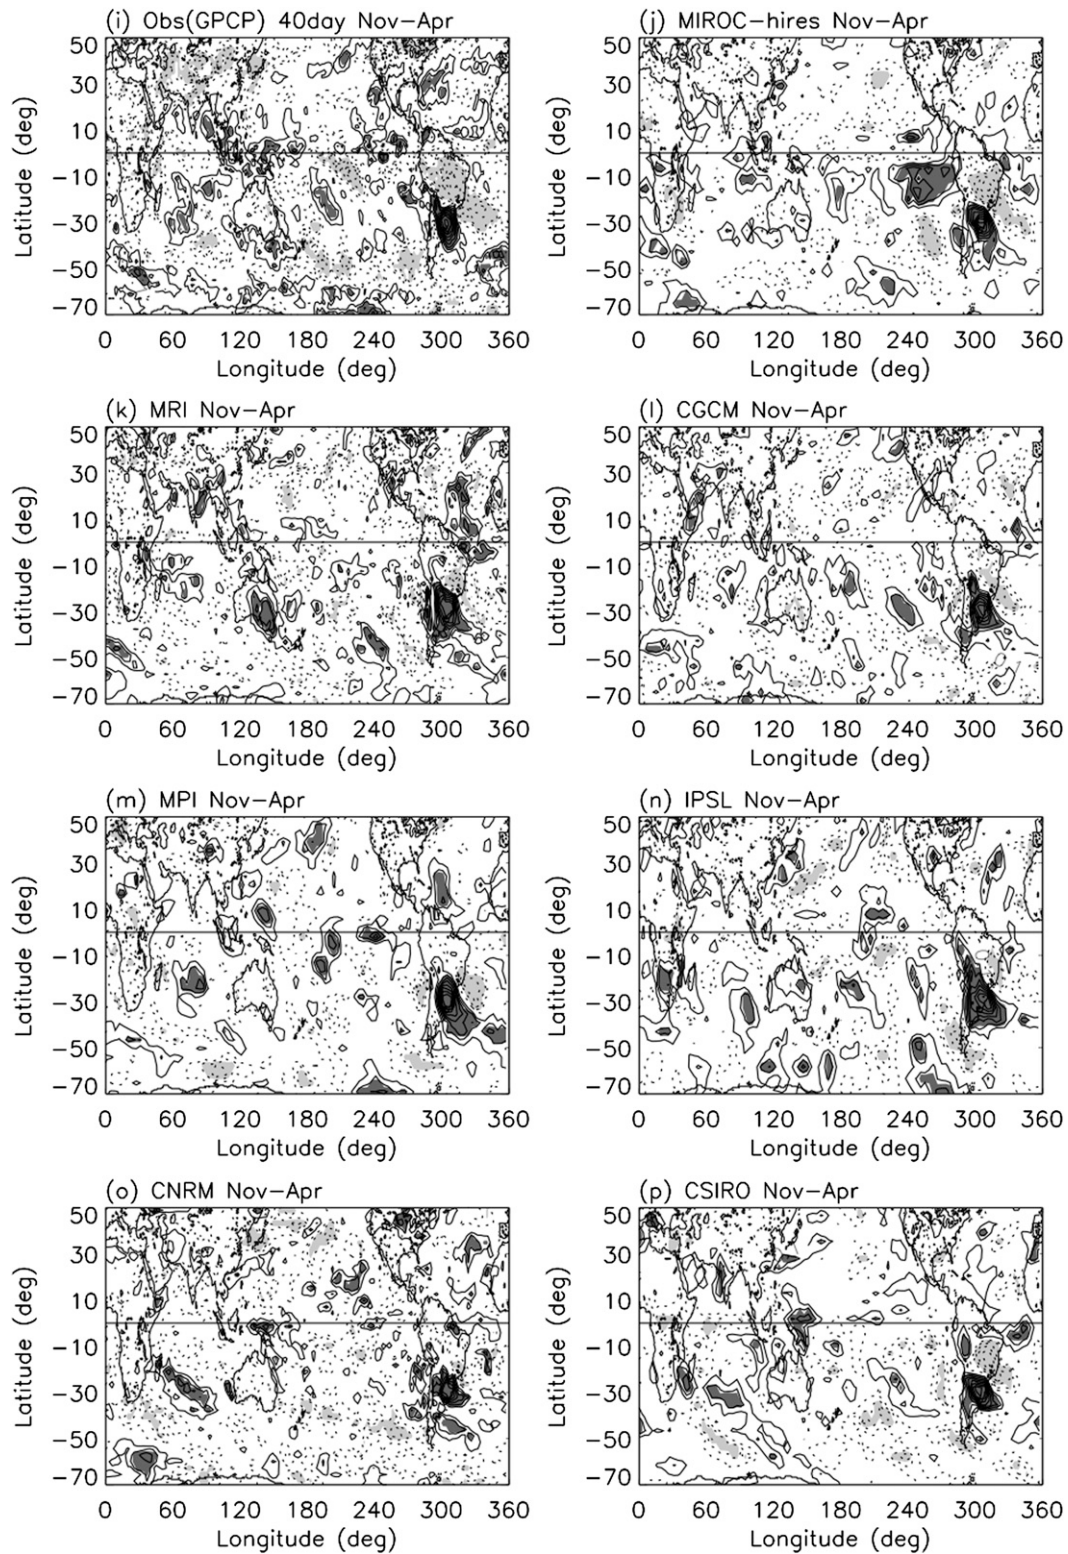 (i) Obs(GPCP) 40day Nov-Apr
50
30
10
-10
-30
-50
-70
Latitude (deg)
0 60 120 180 240 300 360
Longitude (deg)
(j) MIROC-hires Nov-Apr
50
30
10
-10
-30
-50
-70
Latitude (deg)
0 60 120 180 240 300 360
Longitude (deg)
(k) MRI Nov-Apr
50
30
10
-10
-30
-50
-70
Latitude (deg)
0 60 120 180 240 300 360
Longitude (deg)
(l) CGCM Nov-Apr
50
30
10
-10
-30
-50
-70
Latitude (deg)
0 60 120 180 240 300 360
Longitude (deg)
(m) MPI Nov-Apr
50
30
10
-10
-30
-50
-70
Latitude (deg)
0 60 120 180 240 300 360
Longitude (deg)
(n) IPSL Nov-Apr
50
30
10
-10
-30
-50
-70
Latitude (deg)
0 60 120 180 240 300 360
Longitude (deg)
(o) CNRM Nov-Apr
50
30
10
-10
-30
-50
-70
Latitude (deg)
0 60 120 180 240 300 360
Longitude (deg)
(p) CSIRO Nov-Apr
50
30
10
-10
-30
-50
-70
Latitude (deg)
0 60 120 180 240 300 360
Longitude (deg)